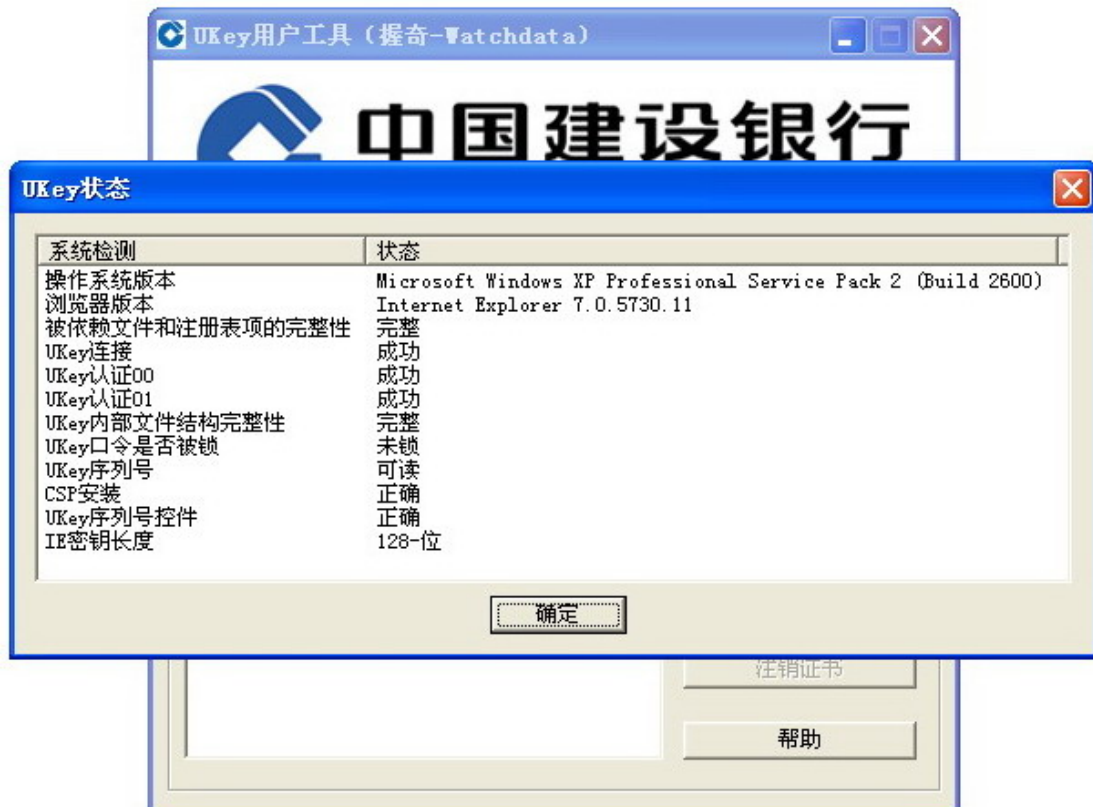 UKey用户工具（握奇-Watchdata）
中国建设银行
UKey状态
系统检测 状态
操作系统版本 Microsoft Windows XP Professional Service Pack 2 (Build 2600)
浏览器版本 Internet Explorer 7.0.5730.11
被依赖文件和注册表项的完整性 完整
UKey连接 成功
UKey认证00 成功
UKey认证01 成功
UKey内部文件结构完整性 完整
UKey口令是否被锁 未锁
UKey序列号 可读
CSP安装 正确
UKey序列号控件 正确
IE密钥长度 128-位
确定
注销证书
帮助